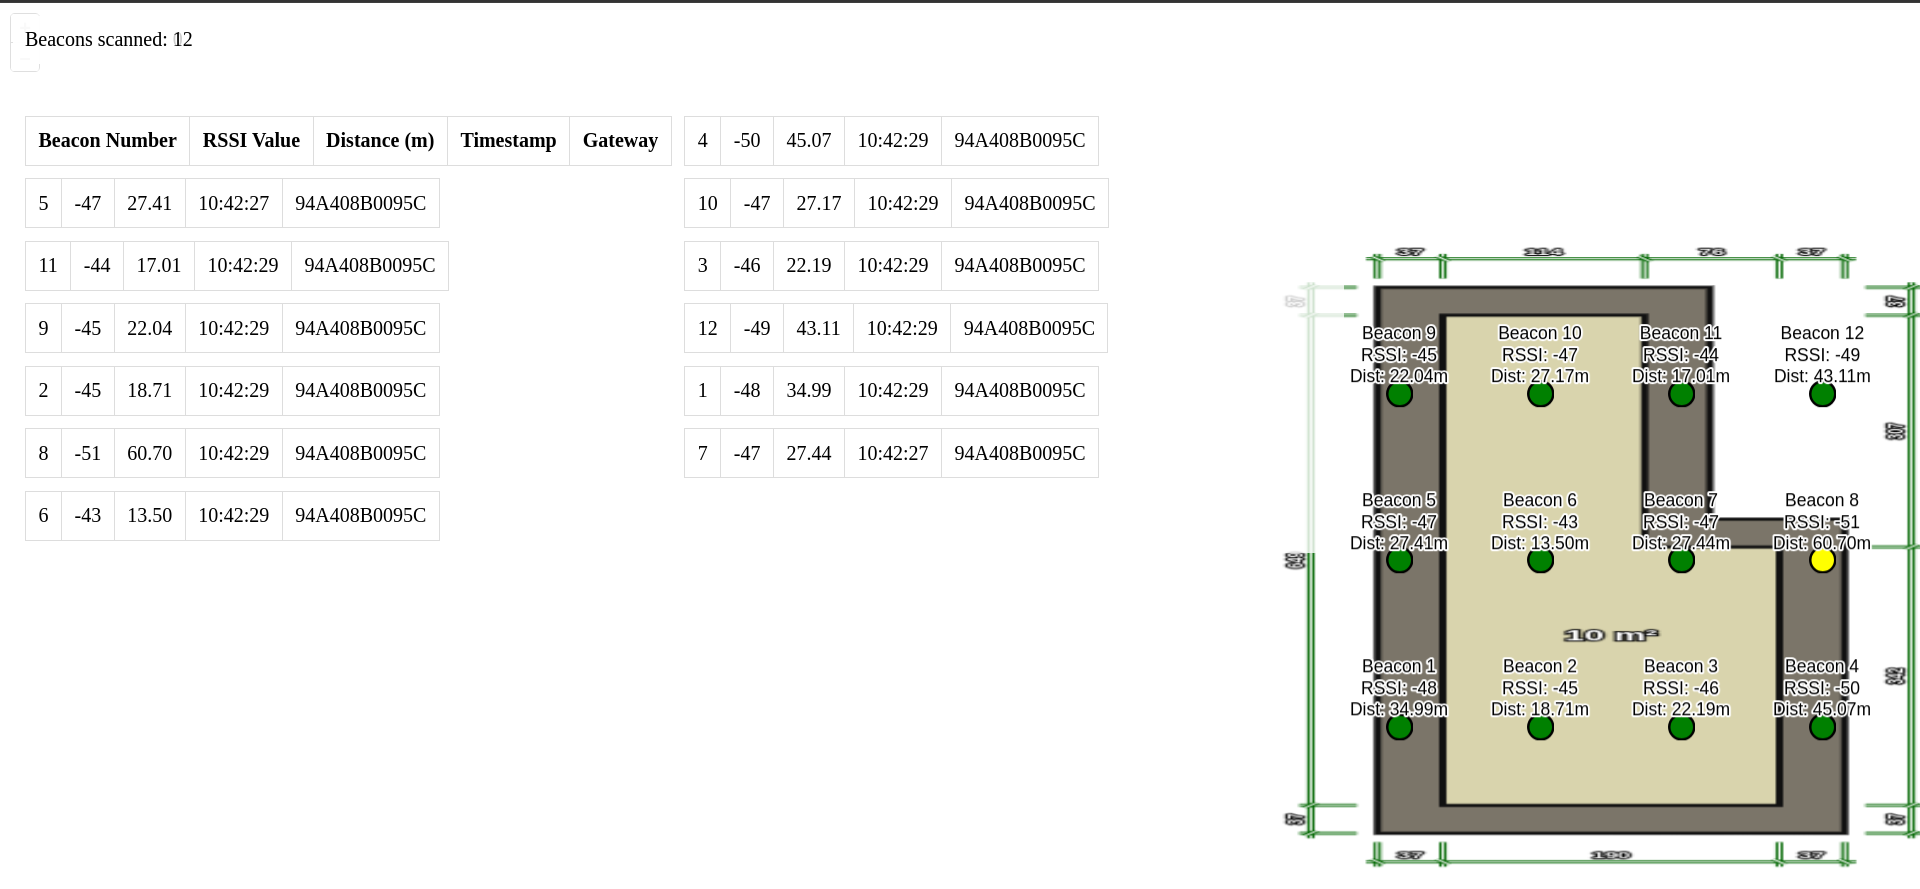 Beacons scanned: 12
Beacon Number RSSI Value Distance (m) Timestamp Gateway
5 -47 27.41 10:42:27 94A408B0095C
11 -44 17.01 10:42:29 94A408B0095C
9 -45 22.04 10:42:29 94A408B0095C
2 -45 18.71 10:42:29 94A408B0095C
8 -51 60.70 10:42:29 94A408B0095C
6 -43 13.50 10:42:29 94A408B0095C
4 -50 45.07 10:42:29 94A408B0095C
10 -47 27.17 10:42:29 94A408B0095C
3 -46 22.19 10:42:29 94A408B0095C
12 -49 43.11 10:42:29 94A408B0095C
1 -48 34.99 10:42:29 94A408B0095C
7 -47 27.44 10:42:27 94A408B0095C
37 114 76 37
37
37
Beacon 9
RSSI: -45
Dist: 22.04m
Beacon 10
RSSI: -47
Dist: 27.17m
Beacon 11
RSSI: -44
Dist: 17.01m
Beacon 12
RSSI: -49
Dist: 43.11m
Beacon 5
RSSI: -47
Dist: 27.41m
Beacon 6
RSSI: -43
Dist: 13.50m
Beacon 7
RSSI: -47
Dist: 27.44m
Beacon 8
RSSI: -51
Dist: 60.70m
10 m²
Beacon 1
RSSI: -48
Dist: 34.99m
Beacon 2
RSSI: -45
Dist: 18.71m
Beacon 3
RSSI: -46
Dist: 22.19m
Beacon 4
RSSI: -50
Dist: 45.07m
37
37
37 190 37